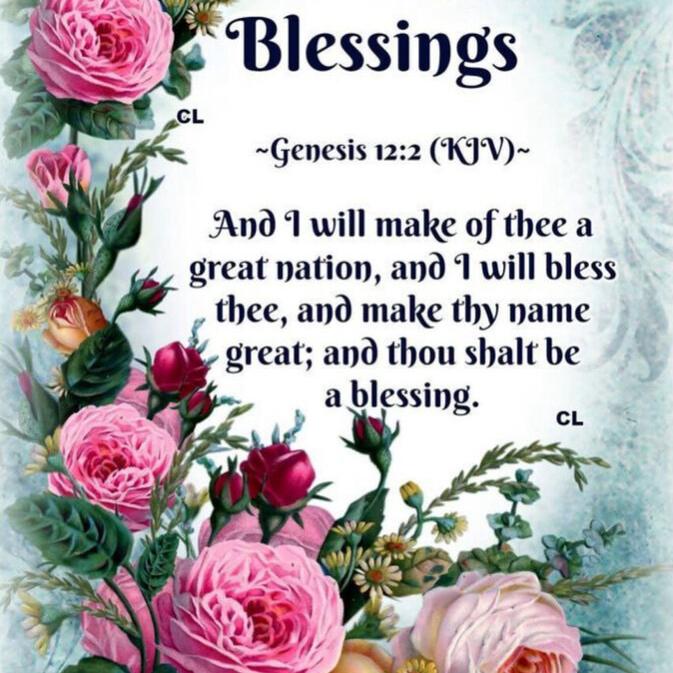 Blessings
CL
~Genesis 12:2 (KJV)~
And I will make of thee a
great nation, and I will bless
thee, and make thy name
great; and thou shalt be
a blessing.
CL